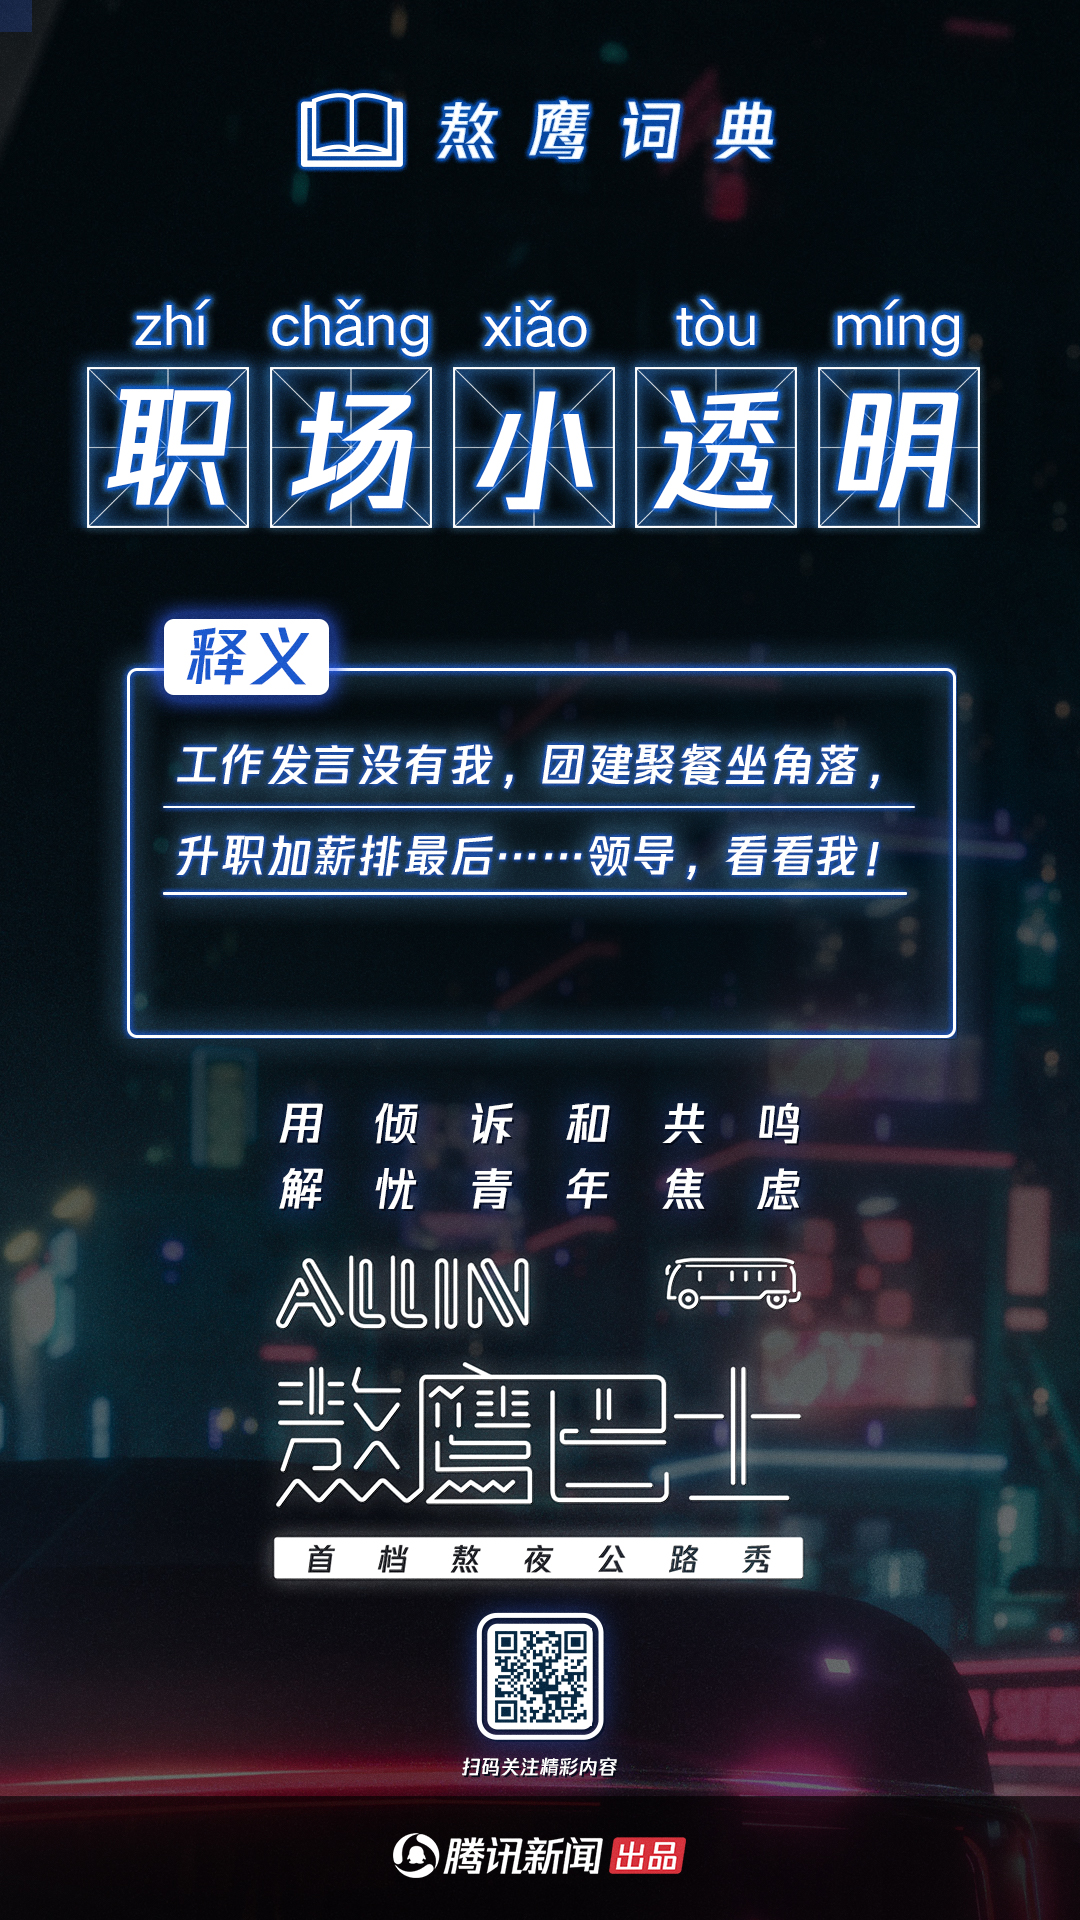 熬鹰词典
zhí chǎng xiǎo tòu míng
职场小透明
释义
工作发言没有我，团建聚餐坐角落，
升职加薪排最后……领导，看看我！
用倾诉和共鸣
解忧青年焦虑
ALL IN
熬鹰巴士
首档熬夜公路秀
扫码关注精彩内容
腾讯新闻 出品